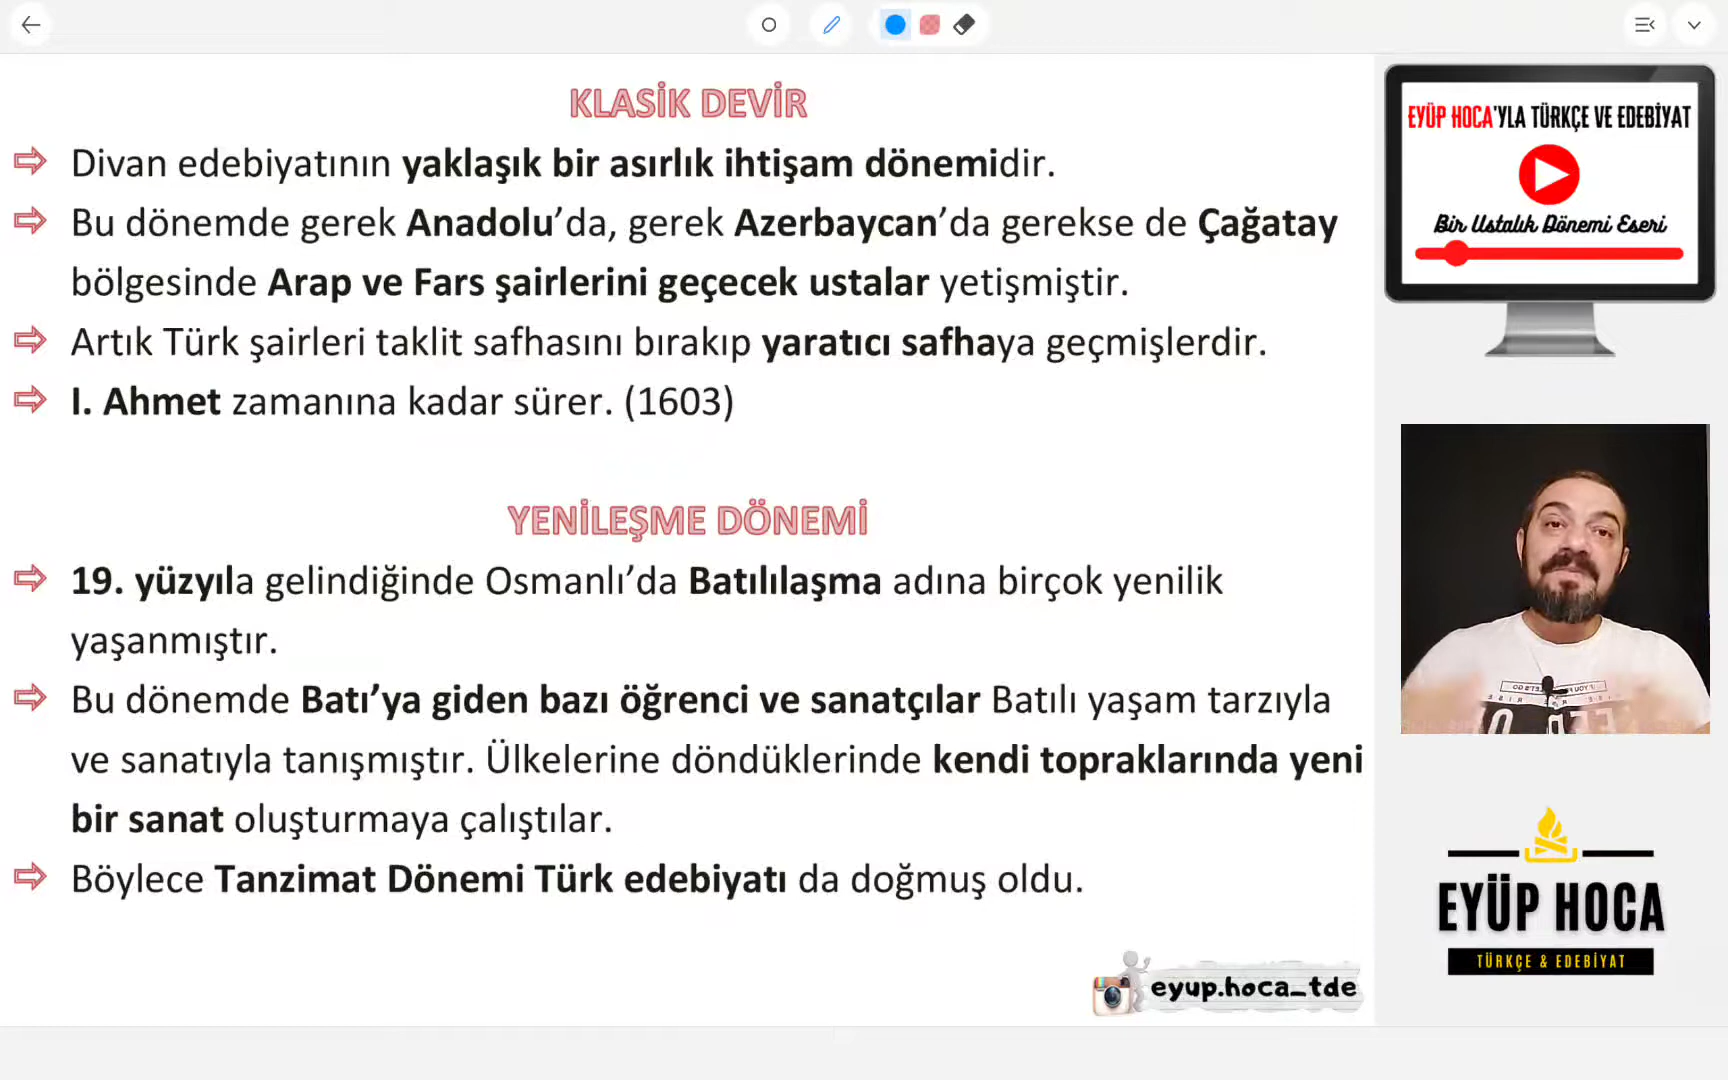 KLASİK DEVİR
Divan edebiyatının yaklaşık bir asırlık ihtişam dönemidir.
Bu dönemde gerek Anadolu’da, gerek Azerbaycan’da gerekse de Çağatay
bölgesinde Arap ve Fars şairlerini geçecek ustalar yetişmiştir.
Artık Türk şairleri taklit safhasını bırakıp yaratıcı safhaya geçmişlerdir.
I. Ahmet zamanına kadar sürer. (1603)
YENİLEŞME DÖNEMİ
19. yüzyıla gelindiğinde Osmanlı’da Batılılaşma adına birçok yenilik
yaşanmıştır.
Bu dönemde Batı’ya giden bazı öğrenci ve sanatçılar Batılı yaşam tarzıyla
ve sanatıyla tanışmıştır. Ülkelerine döndüklerinde kendi topraklarında yeni
bir sanat oluşturmaya çalıştılar.
Böylece Tanzimat Dönemi Türk edebiyatı da doğmuş oldu.
eyup.hoca_tde
EYÜP HOCA'YLA TÜRKÇE VE EDEBİYAT
Bir Ustalık Dönemi Eseri
EYÜP HOCA
TÜRKÇE & EDEBİYAT